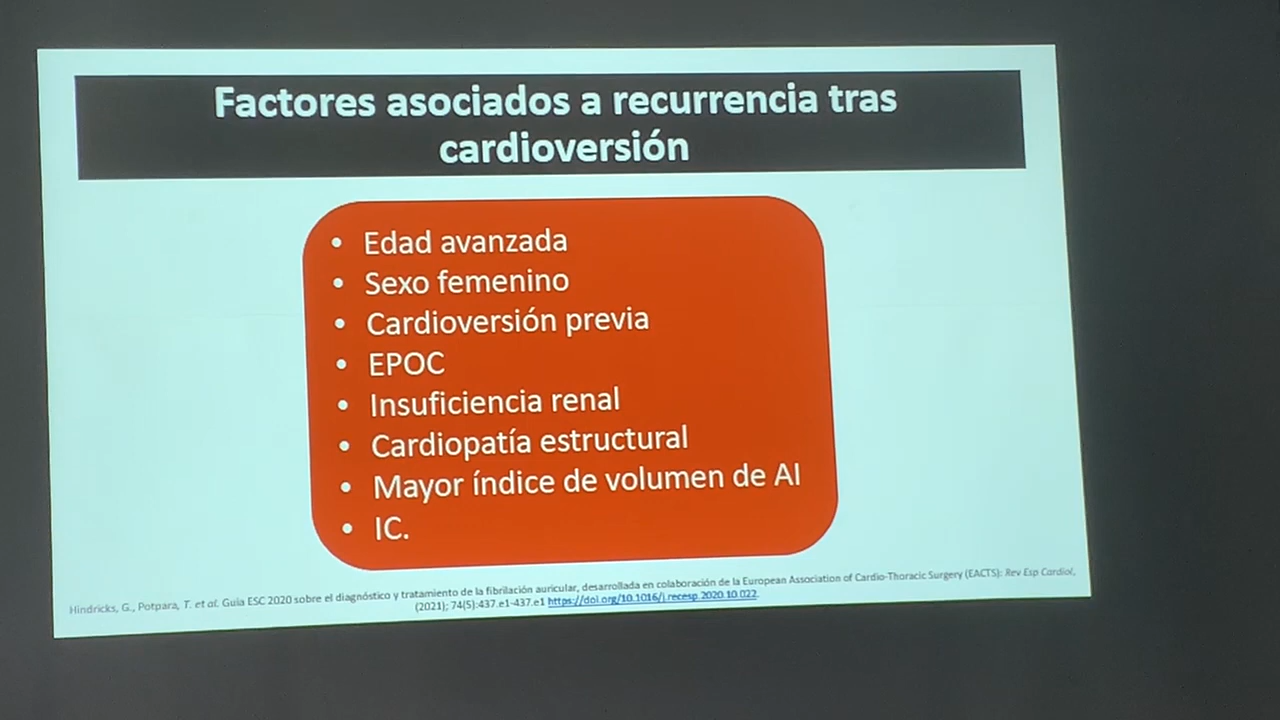 Factores asociados a recurrencia tras
cardioversión
• Edad avanzada
• Sexo femenino
• Cardioversión previa
• EPOC
• Insuficiencia renal
• Cardiopatía estructural
• Mayor índice de volumen de AI
• IC.
Hindricks, G., Potpara, T. et al. Guía ESC 2020 sobre el diagnóstico y tratamiento de la fibrilación auricular, desarrollada en colaboración de la European Association of Cardio-Thoracic Surgery (EACTS): Rev Esp Cardiol,
(2021); 74(5):437.e1-437.e1 https://doi.org/10.1016/j.recesp.2020.10.022.